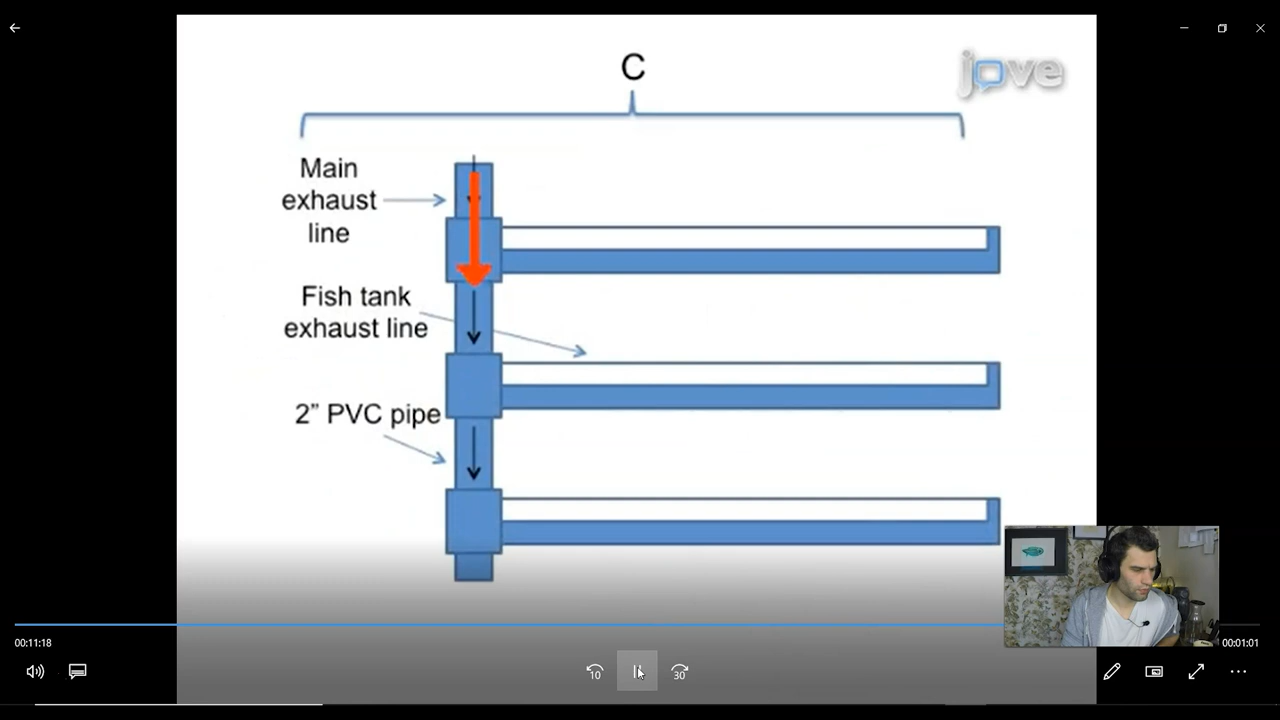 C
jove
Main
exhaust
line
Fish tank
exhaust line
2” PVC pipe
00:11:18
00:01:01
10
30